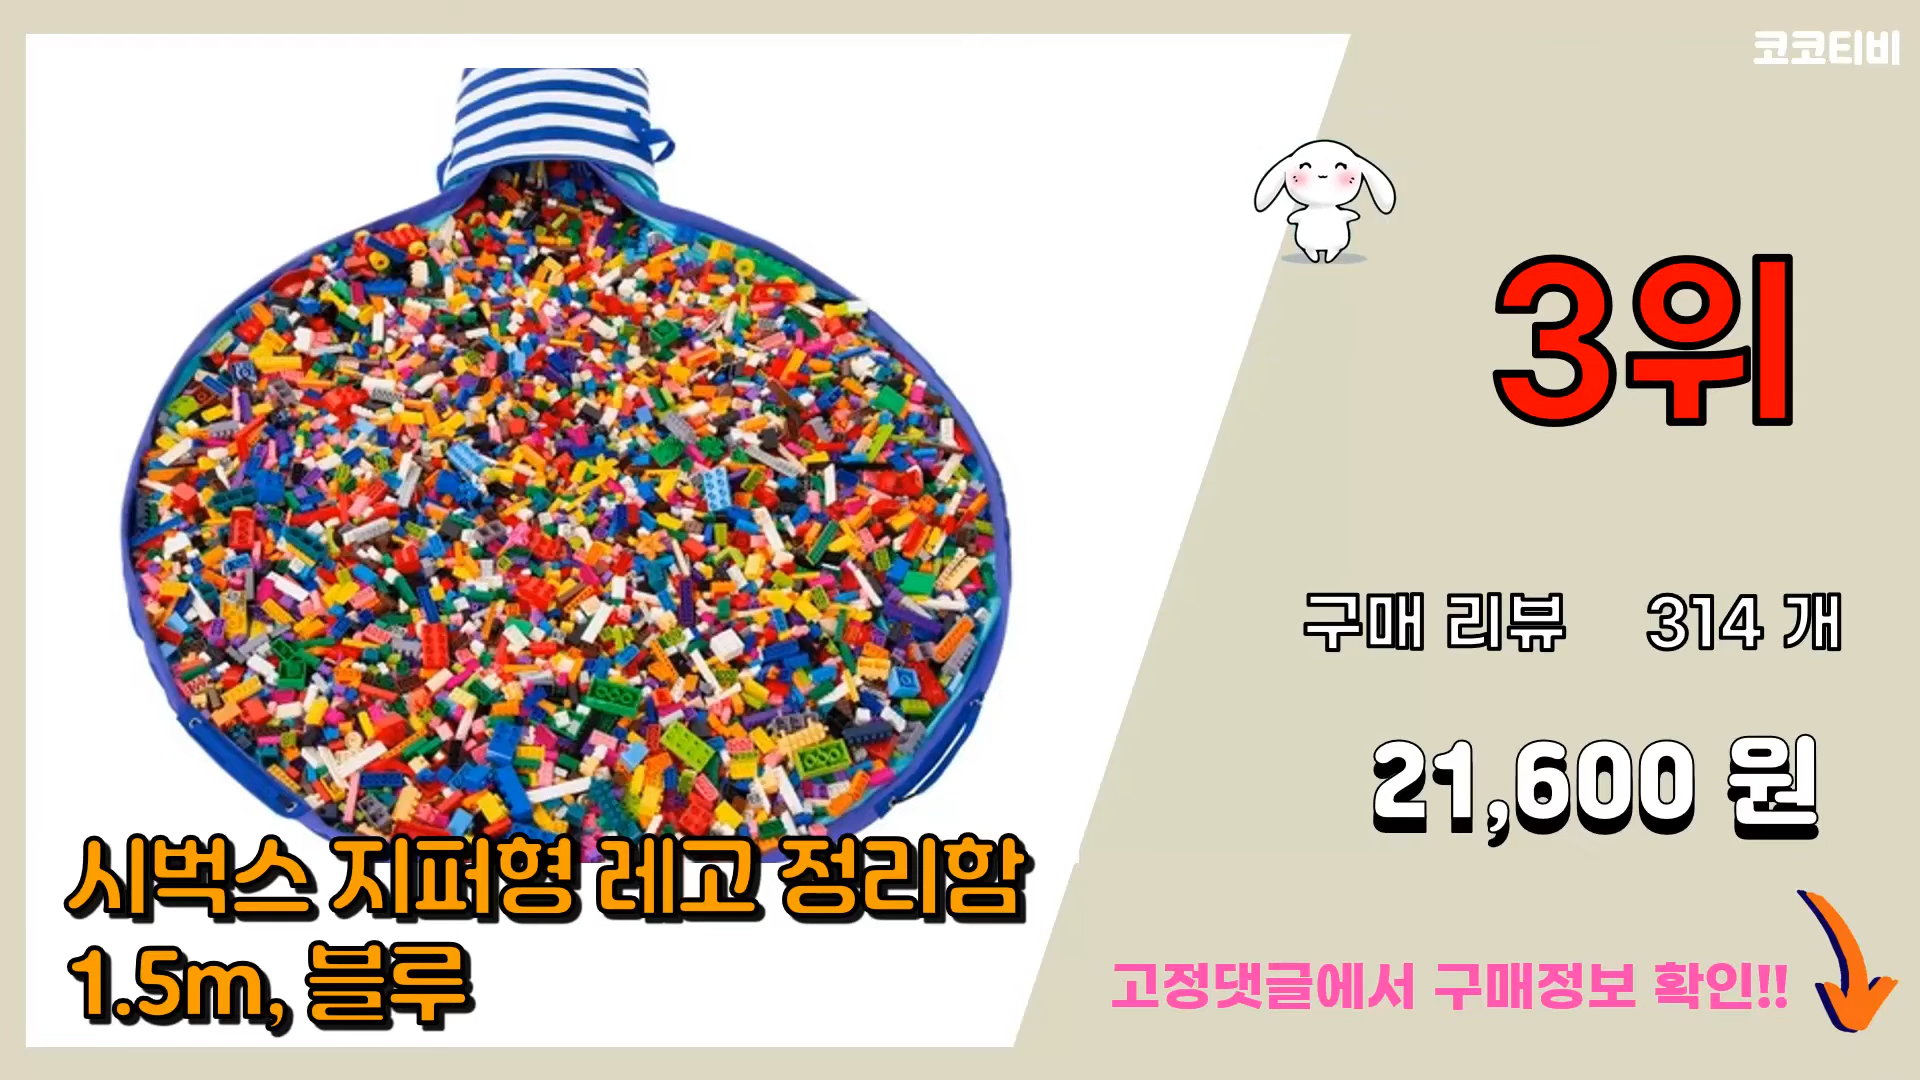 코코티비
3위
구매 리뷰 314 개
21,600 원
시벅스 지퍼형 레고 정리함
1.5m, 블루
고정댓글에서 구매정보 확인!!